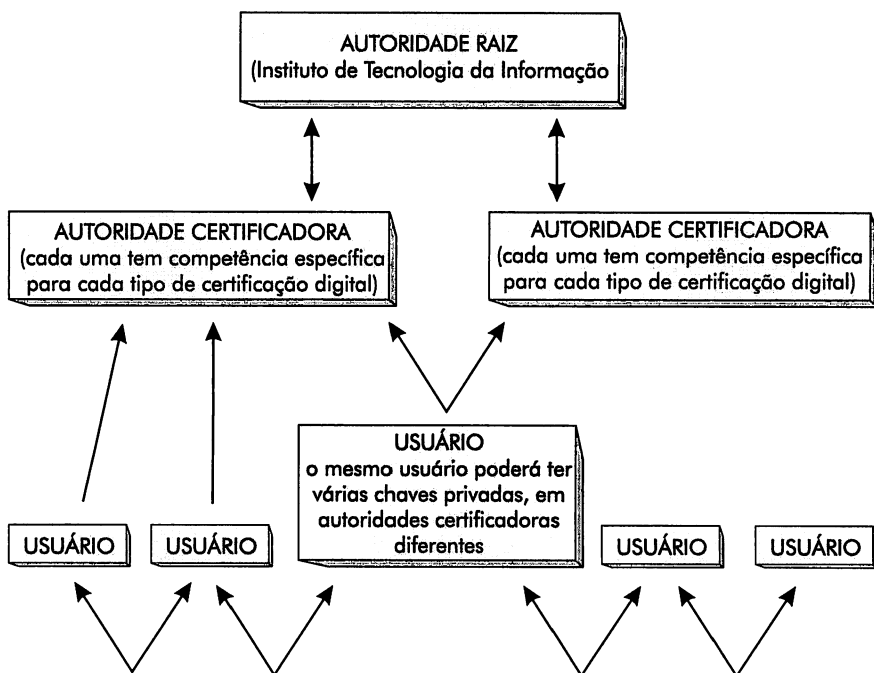 AUTORIDADE RAIZ
(Instituto de Tecnologia da Informação
AUTORIDADE CERTIFICADORA
(cada uma tem competência específica
para cada tipo de certificação digital)
AUTORIDADE CERTIFICADORA
(cada uma tem competência específica
para cada tipo de certificação digital)
USUÁRIO
o mesmo usuário poderá ter
várias chaves privadas, em
autoridades certificadoras
diferentes
USUÁRIO
USUÁRIO
USUÁRIO
USUÁRIO